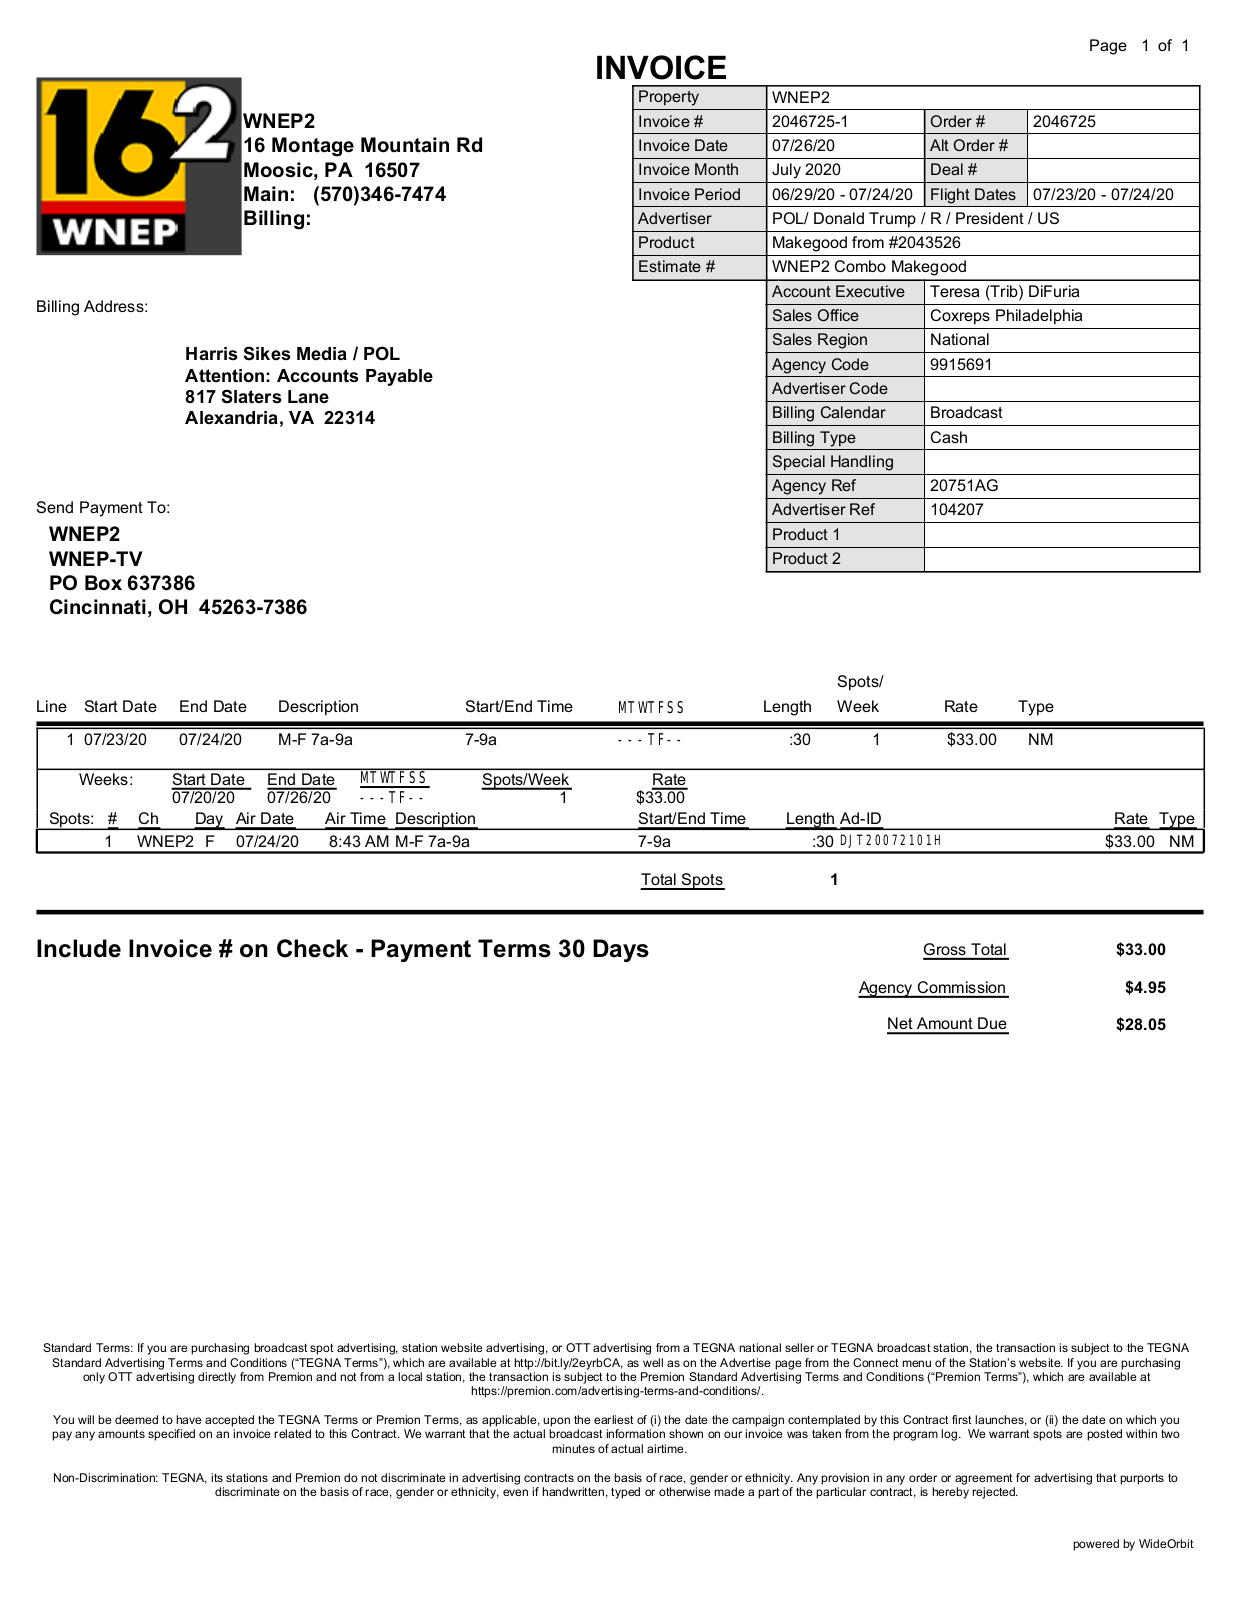 Page 1 of 1
INVOICE
16 2
WNEP
WNEP2
16 Montage Mountain Rd
Moosic, PA 16507
Main: (570)346-7474
Billing:
Property WNEP2
Invoice # 2046725-1 Order # 2046725
Invoice Date 07/26/20 Alt Order #
Invoice Month July 2020 Deal #
Invoice Period 06/29/20 - 07/24/20 Flight Dates 07/23/20 - 07/24/20
Advertiser POL/ Donald Trump / R / President / US
Product Makegood from #2043526
Estimate # WNEP2 Combo Makegood
Account Executive Teresa (Trib) DiFuria
Sales Office Coxreps Philadelphia
Sales Region National
Agency Code 9915691
Advertiser Code
Billing Calendar Broadcast
Billing Type Cash
Special Handling
Agency Ref 20751AG
Advertiser Ref 104207
Product 1
Product 2
Billing Address:
Harris Sikes Media / POL
Attention: Accounts Payable
817 Slaters Lane
Alexandria, VA 22314
Send Payment To:
WNEP2
WNEP-TV
PO Box 637386
Cincinnati, OH 45263-7386
Spots/
Line Start Date End Date Description Start/End Time MTWTFSS Length Week Rate Type
1 07/23/20 07/24/20 M-F 7a-9a 7-9a ---TF-- :30 1 $33.00 NM
Weeks: Start Date End Date MTWTFSS Spots/Week Rate
07/20/20 07/26/20 ---TF-- 1 $33.00
Spots: # Ch Day Air Date Air Time Description Start/End Time Length Ad-ID Rate Type
1 WNEP2 F 07/24/20 8:43 AM M-F 7a-9a 7-9a :30 DJT20072101H $33.00 NM
Total Spots 1
Include Invoice # on Check - Payment Terms 30 Days
Gross Total $33.00
Agency Commission $4.95
Net Amount Due $28.05
Standard Terms: If you are purchasing broadcast spot advertising, station website advertising, or OTT advertising from a TEGNA national seller or TEGNA broadcast station, the transaction is subject to the TEGNA
Standard Advertising Terms and Conditions (“TEGNA Terms”), which are available at http://bit.ly/2eyrbCA, as well as on the Advertise page from the Connect menu of the Station’s website. If you are purchasing
only OTT advertising directly from Premion and not from a local station, the transaction is subject to the Premion Standard Advertising Terms and Conditions (“Premion Terms”), which are available at
https://premion.com/advertising-terms-and-conditions/.
You will be deemed to have accepted the TEGNA Terms or Premion Terms, as applicable, upon the earliest of (i) the date the campaign contemplated by this Contract first launches, or (ii) the date on which you
pay any amounts specified on an invoice related to this Contract. We warrant that the actual broadcast information shown on our invoice was taken from the program log. We warrant spots are posted within two
minutes of actual airtime.
Non-Discrimination: TEGNA, its stations and Premion do not discriminate in advertising contracts on the basis of race, gender or ethnicity. Any provision in any order or agreement for advertising that purports to
discriminate on the basis of race, gender or ethnicity, even if handwritten, typed or otherwise made a part of the particular contract, is hereby rejected.
powered by WideOrbit